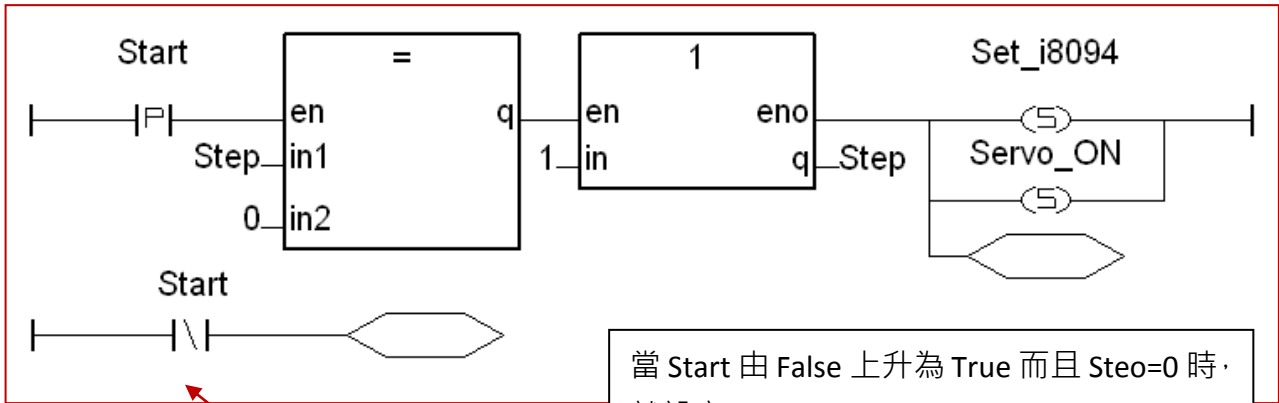 Start
=
1
Set_i8094
P
en
q
en
eno
S
Step
in1
1
in
q
Step
Servo_ON
0
in2
S
Start
當 Start 由 False 上升為 True 而且 Steo=0 時，